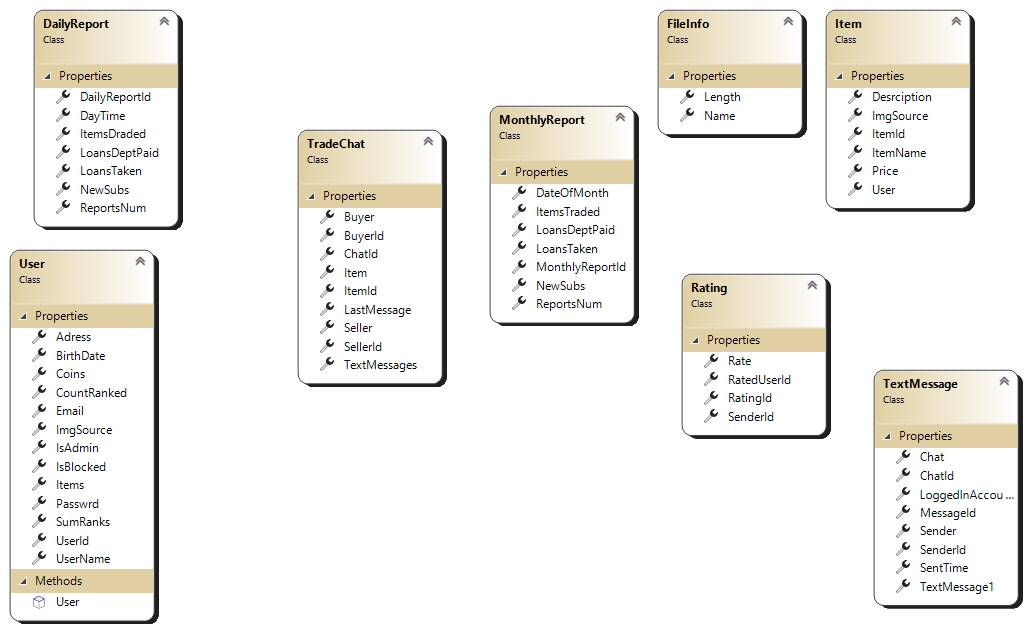 DailyReport
Class
Properties
DailyReportId
DayTime
ItemsDraded
LoansDeptPaid
LoansTaken
NewSubs
ReportsNum
User
Class
Properties
Adress
BirthDate
Coins
CountRanked
Email
ImgSource
IsAdmin
IsBlocked
Items
Passwrd
SumRanks
UserId
UserName
Methods
User
TradeChat
Class
Properties
Buyer
BuyerId
ChatId
Item
ItemId
LastMessage
Seller
SellerId
TextMessages
MonthlyReport
Class
Properties
DateOfMonth
ItemsTraded
LoansDeptPaid
LoansTaken
MonthlyReportId
NewSubs
ReportsNum
FileInfo
Class
Properties
Length
Name
Item
Class
Properties
Desrciption
ImgSource
ItemId
ItemName
Price
User
Rating
Class
Properties
Rate
RatedUserId
RatingId
SenderId
TextMessage
Class
Properties
Chat
ChatId
LoggedInAccou...
MessageId
Sender
SenderId
SentTime
TextMessage1